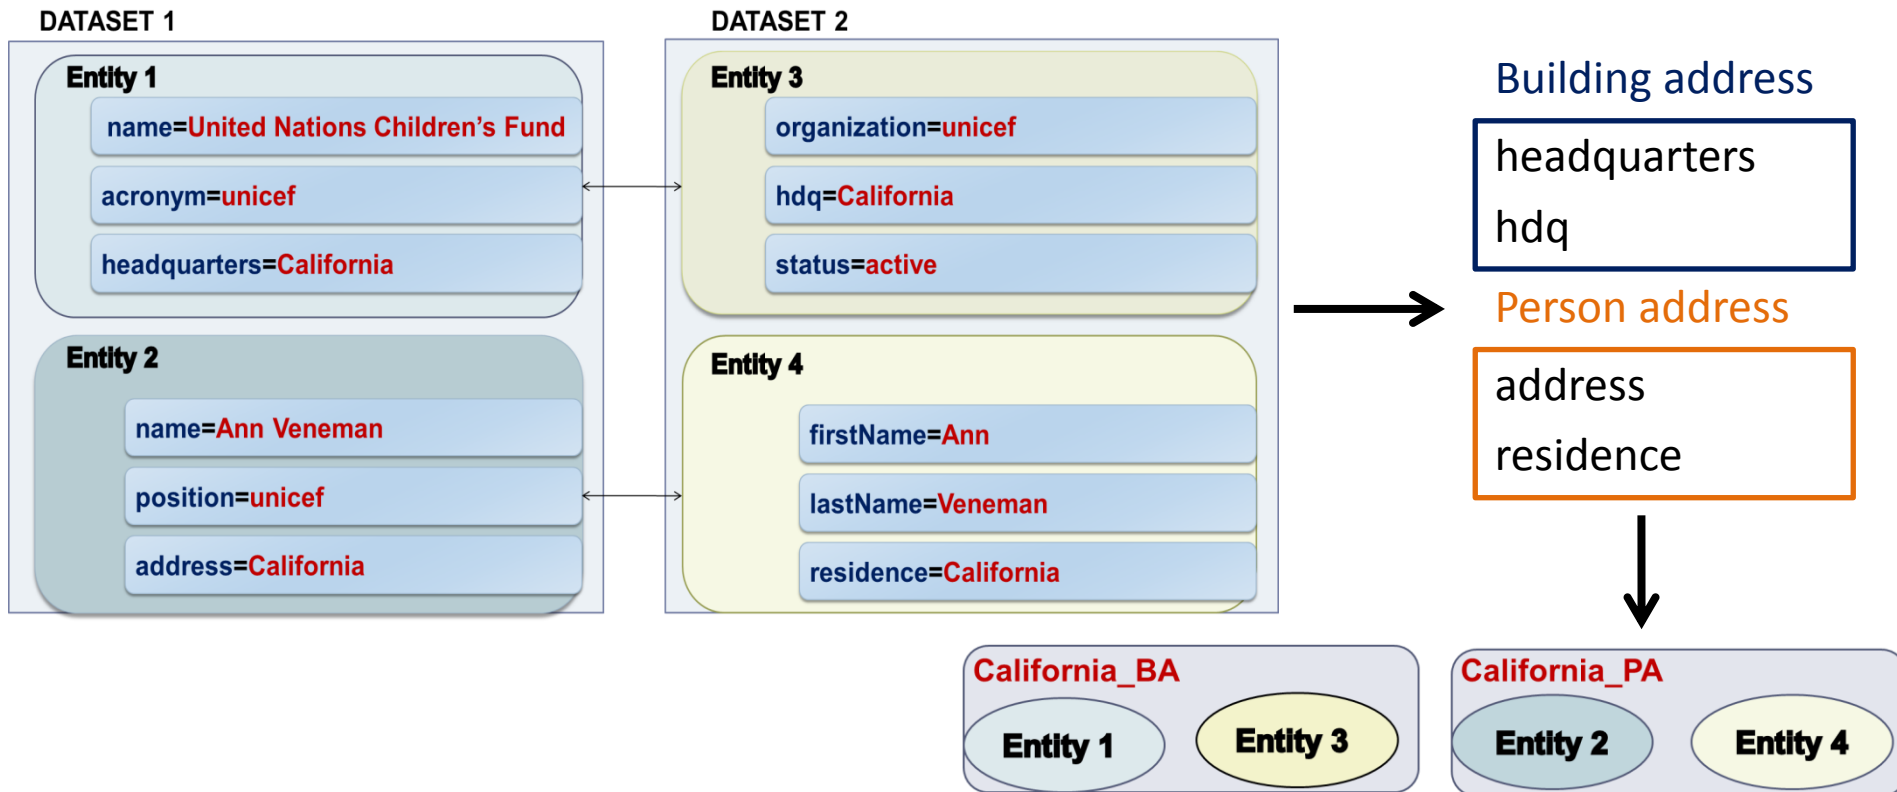 DATASET 1
Entity 1
name=United Nations Children's Fund
acronym=unicef
headquarters=California
Entity 2
name=Ann Veneman
position=unicef
address=California
DATASET 2
Entity 3
organization=unicef
hdq=California
status=active
Entity 4
firstName=Ann
lastName=Veneman
residence=California
Building address
headquarters
hdq
Person address
address
residence
California_BA
Entity 1
Entity 3
California_PA
Entity 2
Entity 4